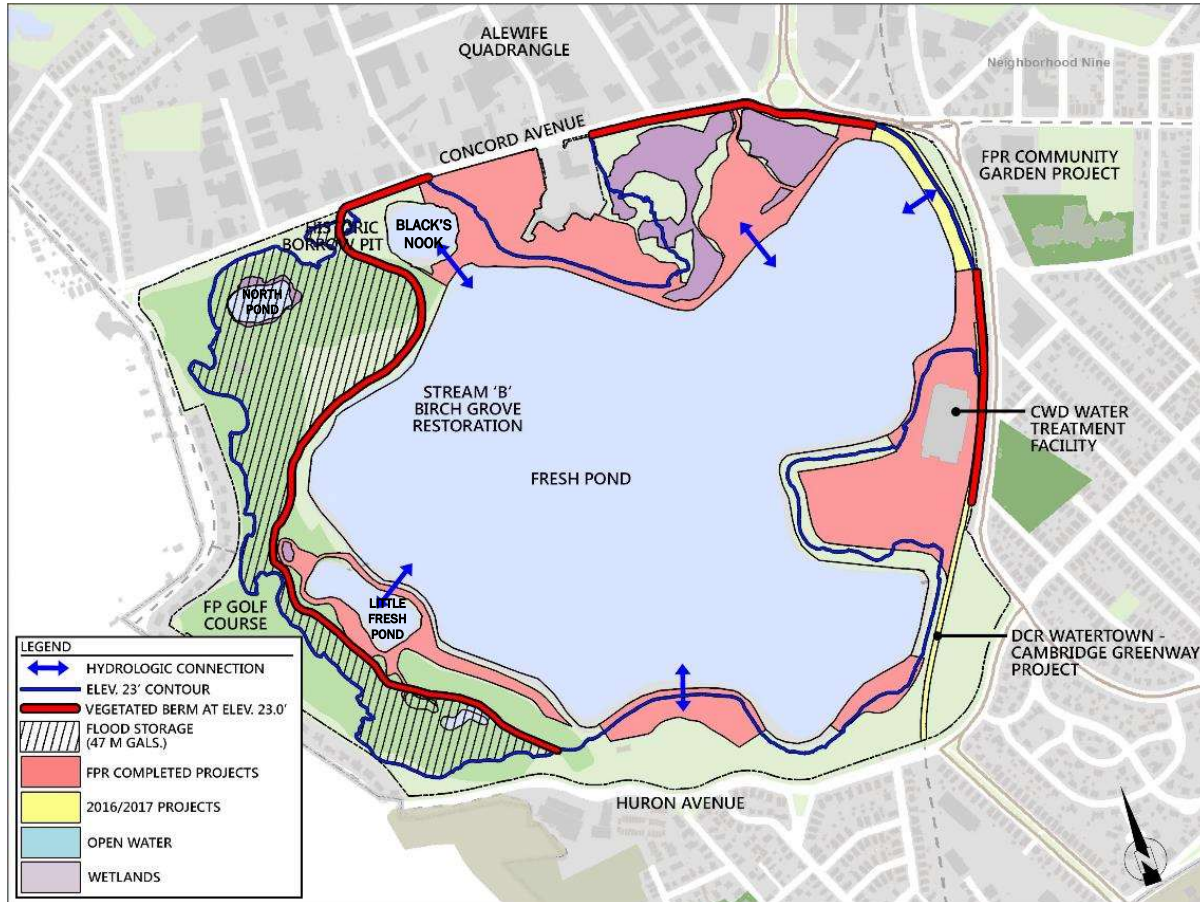 ALEWIFE
QUADRANGLE
Neighborhood Nine
CONCORD AVENUE
FPR COMMUNITY
GARDEN PROJECT
HISTORIC
BORROW PIT
BLACK'S
NOOK
NORTH
POND
STREAM 'B'
BIRCH GROVE
RESTORATION
CWD WATER
TREATMENT
FACILITY
FRESH POND
FP GOLF
COURSE
LITTLE
FRESH
POND
DCR WATERTOWN -
CAMBRIDGE GREENWAY
PROJECT
HURON AVENUE
LEGEND
HYDROLOGIC CONNECTION
ELEV. 23' CONTOUR
VEGETATED BERM AT ELEV. 23.0'
FLOOD STORAGE
(47 M GALS.)
FPR COMPLETED PROJECTS
2016/2017 PROJECTS
OPEN WATER
WETLANDS
N